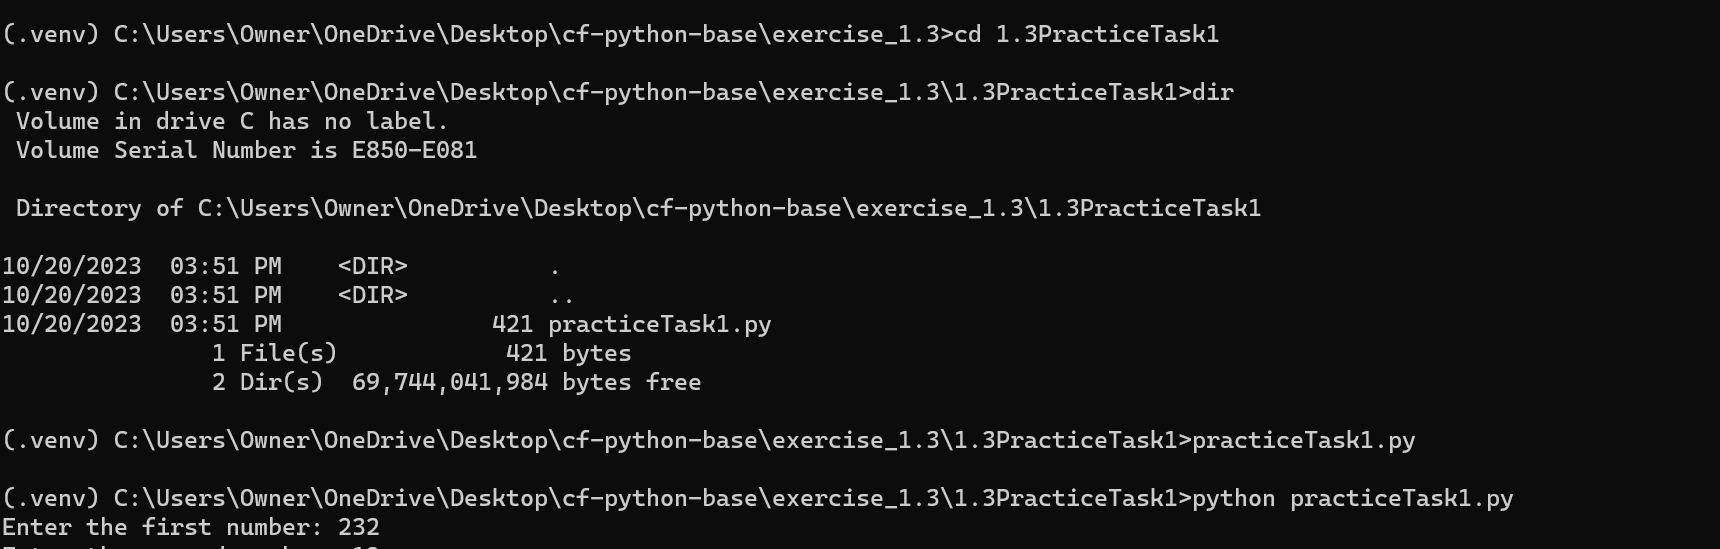 (.venv) C:\Users\Owner\OneDrive\Desktop\cf-python-base\exercise_1.3>cd 1.3PracticeTask1
(.venv) C:\Users\Owner\OneDrive\Desktop\cf-python-base\exercise_1.3\1.3PracticeTask1>dir
Volume in drive C has no label.
Volume Serial Number is E850-E081
Directory of C:\Users\Owner\OneDrive\Desktop\cf-python-base\exercise_1.3\1.3PracticeTask1
10/20/2023  03:51 PM    <DIR>          .
10/20/2023  03:51 PM    <DIR>          ..
10/20/2023  03:51 PM               421 practiceTask1.py
1 File(s)            421 bytes
2 Dir(s)  69,744,041,984 bytes free
(.venv) C:\Users\Owner\OneDrive\Desktop\cf-python-base\exercise_1.3\1.3PracticeTask1>practiceTask1.py
(.venv) C:\Users\Owner\OneDrive\Desktop\cf-python-base\exercise_1.3\1.3PracticeTask1>python practiceTask1.py
Enter the first number: 232